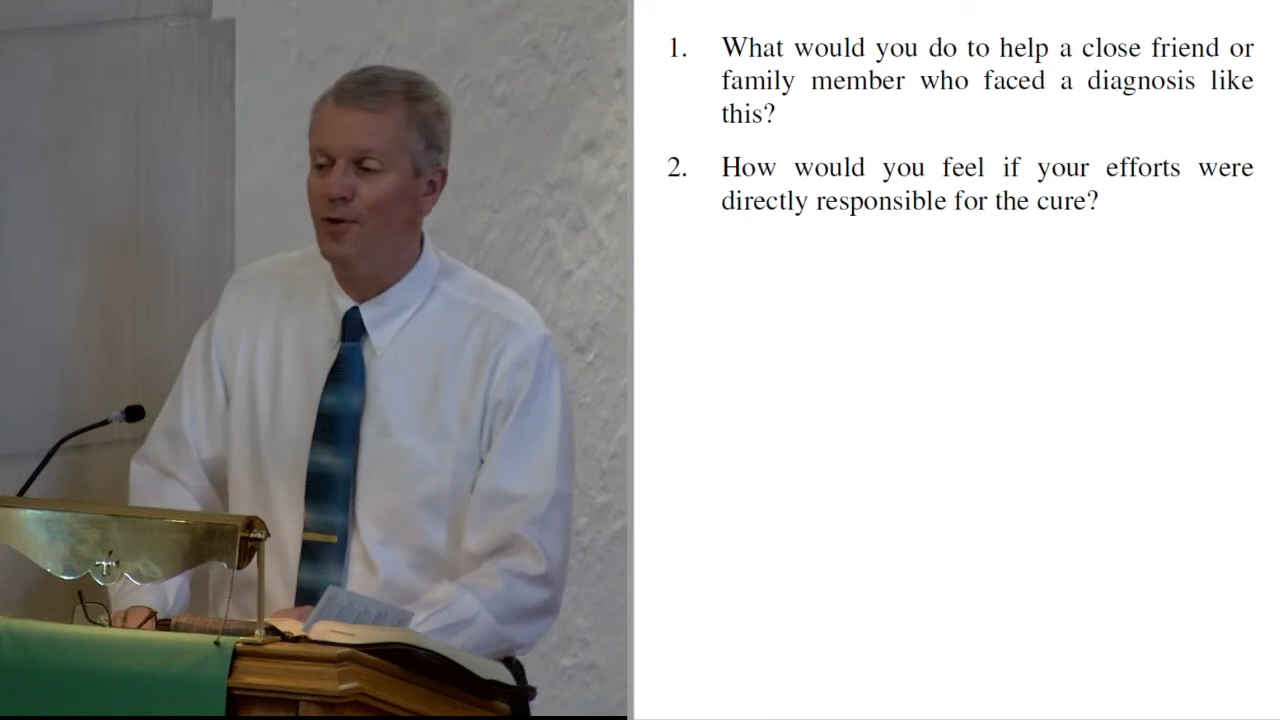 1. What would you do to help a close friend or
family member who faced a diagnosis like
this?
2. How would you feel if your efforts were
directly responsible for the cure?